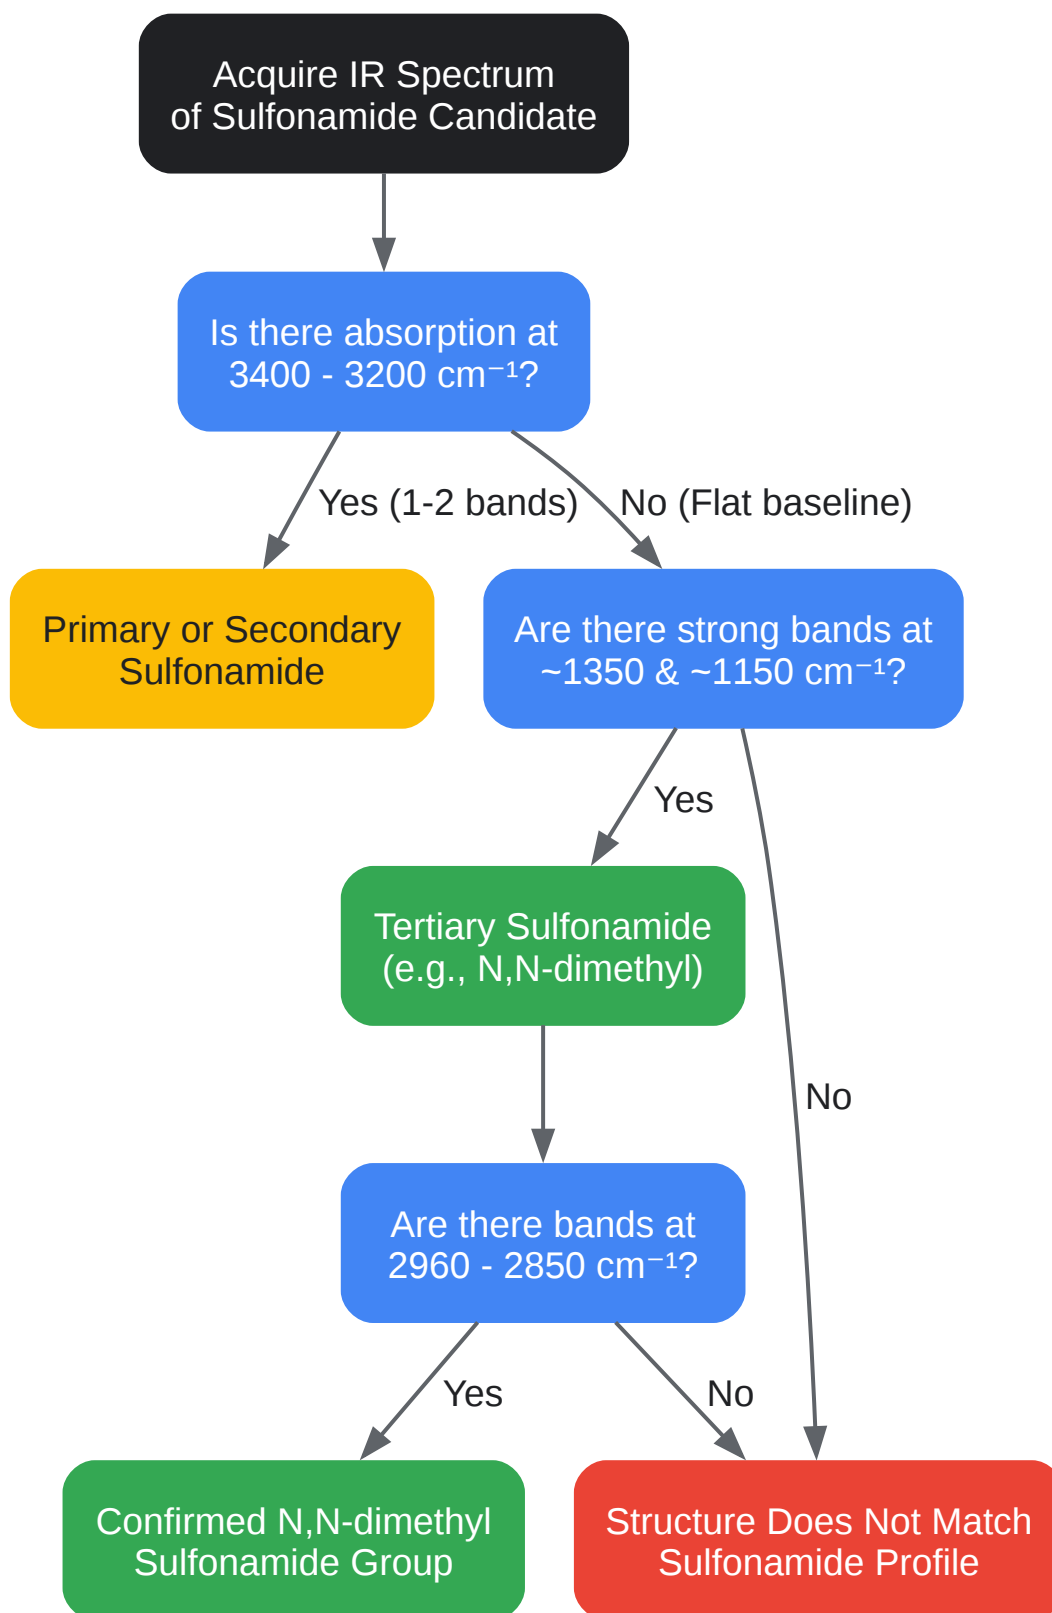 Acquire IR Spectrum
of Sulfonamide Candidate
Is there absorption at
3400 - 3200 cm⁻¹?
Yes (1-2 bands)
No (Flat baseline)
Primary or Secondary
Sulfonamide
Are there strong bands at
~1350 & ~1150 cm⁻¹?
Yes
Tertiary Sulfonamide
(e.g., N,N-dimethyl)
No
Are there bands at
2960 - 2850 cm⁻¹?
Yes
No
Confirmed N,N-dimethyl
Sulfonamide Group
Structure Does Not Match
Sulfonamide Profile